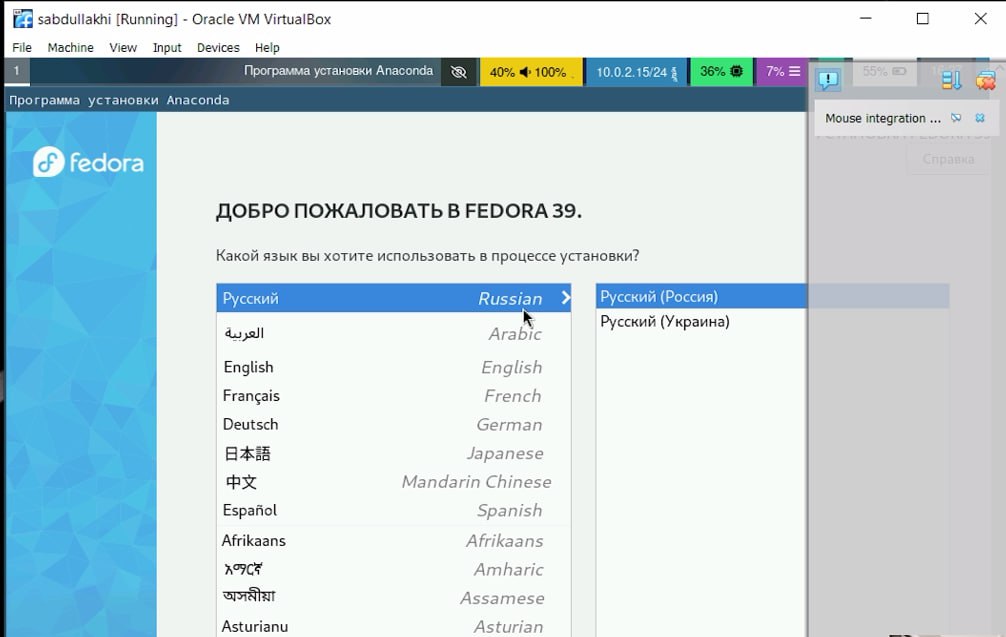 sabdullakhi [Running] - Oracle VM VirtualBox
File Machine View Input Devices Help
1 Программа установки Anaconda 40% 100% 10.0.2.15/24 36% 7% 55%
Программа установки Anaconda
Mouse integration ...
УСТАНОВКА FEDORA 39
Справка
fedora
ДОБРО ПОЖАЛОВАТЬ В FEDORA 39.
Какой язык вы хотите использовать в процессе установки?
Русский Russian
العربية Arabic
English English
Français French
Deutsch German
日本語 Japanese
中文 Mandarin Chinese
Español Spanish
Afrikaans Afrikaans
አማርኛ Amharic
অসমীয়া Assamese
Asturianu Asturian
Русский (Россия)
Русский (Украина)